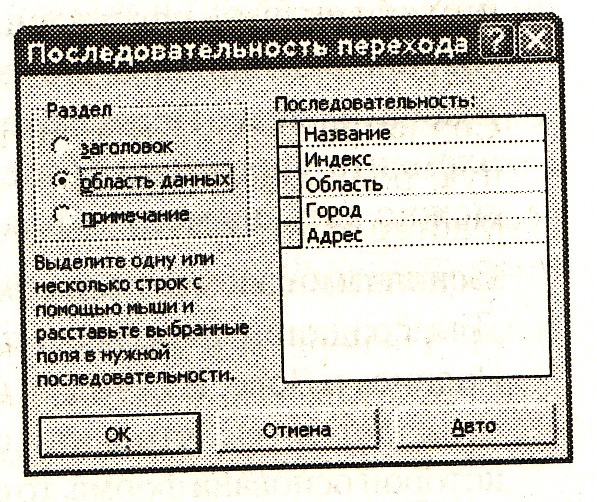 Последовательность перехода
Раздел
заголовок
область данных
примечание
Выделите одну или
несколько строк с
помощью мыши и
расставьте выбранные
поля в нужной
последовательности.
Последовательность:
Название
Индекс
Область
Город
Адрес
ОК
Отмена
Авто